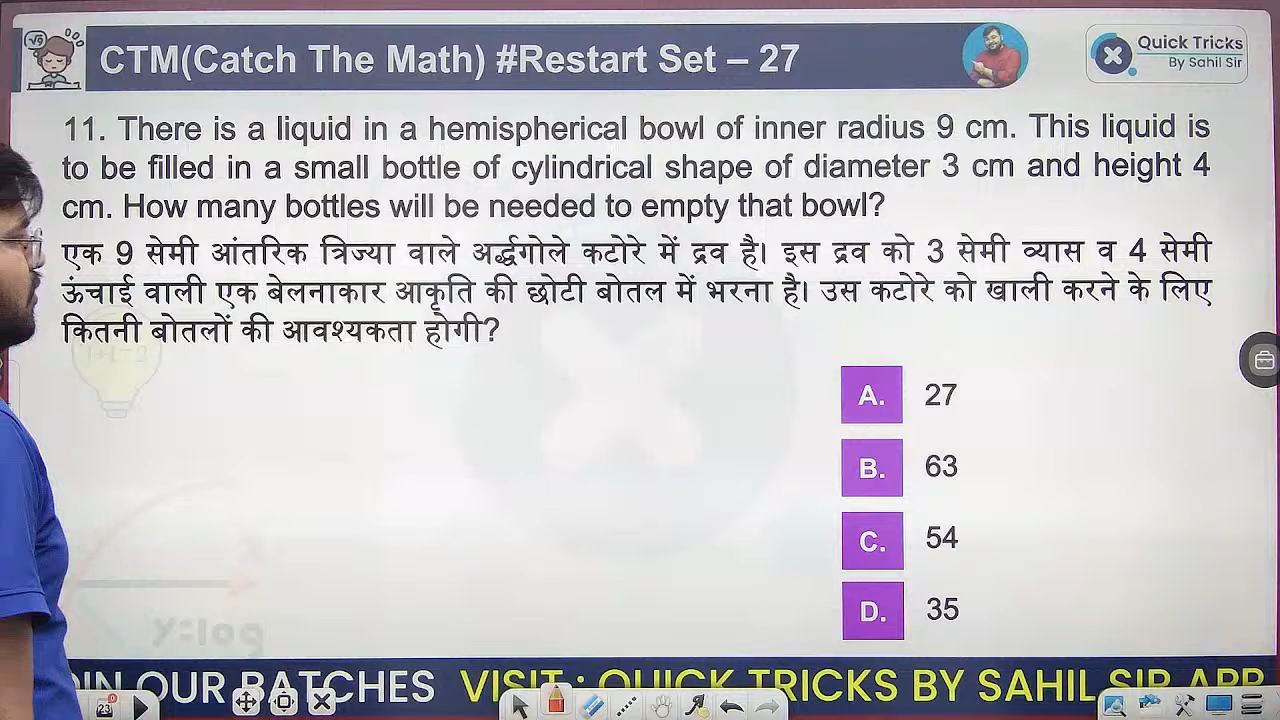 CTM(Catch The Math) #Restart Set – 27
Quick Tricks
By Sahil Sir
11. There is a liquid in a hemispherical bowl of inner radius 9 cm. This liquid is
to be filled in a small bottle of cylindrical shape of diameter 3 cm and height 4
cm. How many bottles will be needed to empty that bowl?
एक 9 सेमी आंतरिक त्रिज्या वाले अर्द्धगोले कटोरे में द्रव है। इस द्रव को 3 सेमी व्यास व 4 सेमी
ऊंचाई वाली एक बेलनाकार आकृति की छोटी बोतल में भरना है। उस कटोरे को खाली करने के लिए
कितनी बोतलों की आवश्यकता होगी?
A. 27
B. 63
C. 54
D. 35
y=log
OUR BATCHES VISIT : QUICK TRICKS BY SAHIL SIR APP
23